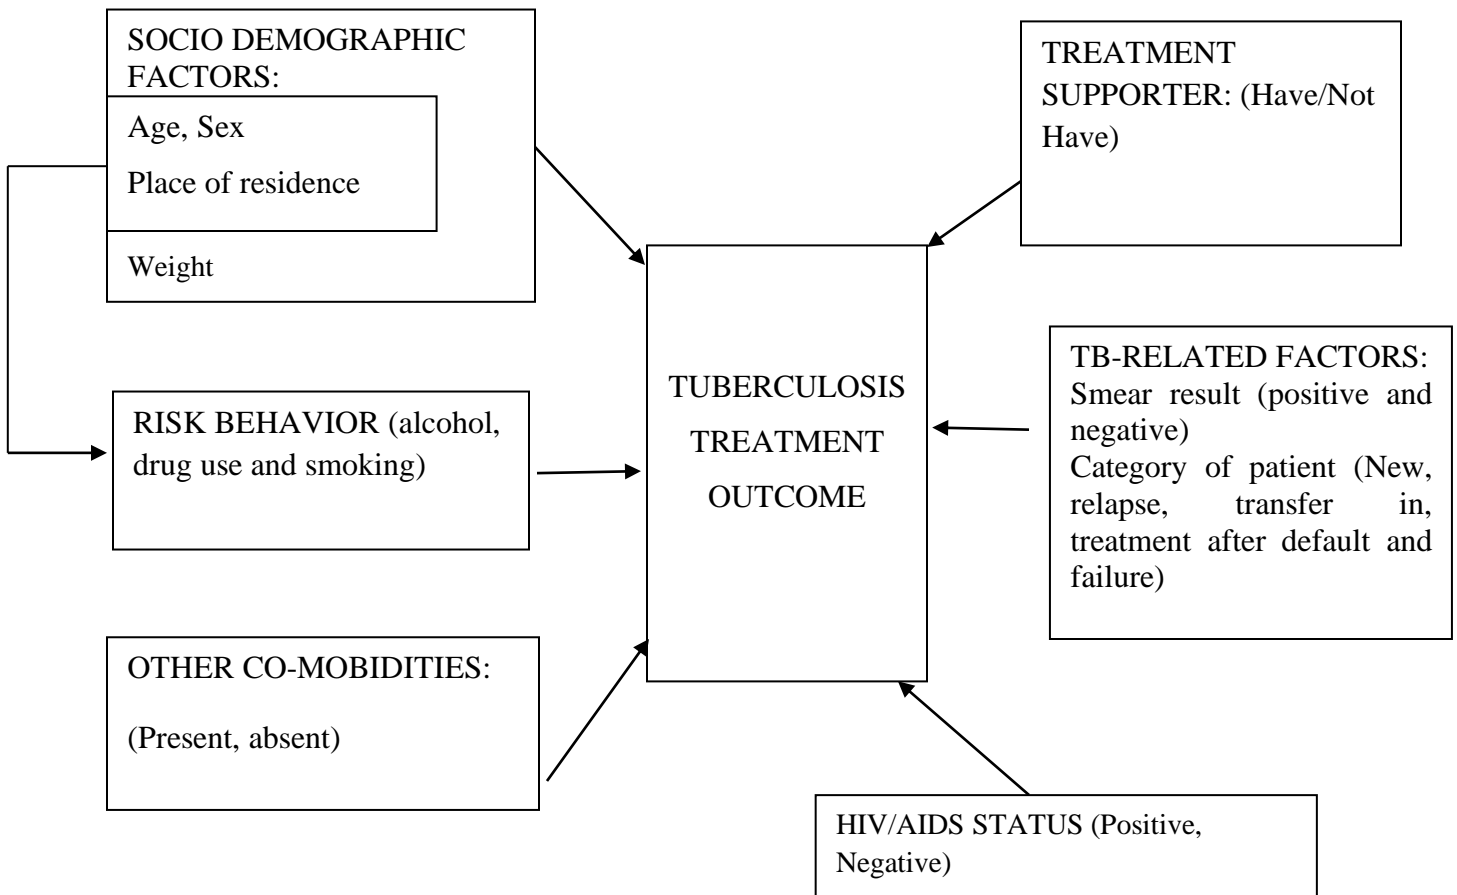 SOCIO DEMOGRAPHIC
FACTORS:
Age, Sex
Place of residence
Weight
TREATMENT
SUPPORTER: (Have/Not
Have)
RISK BEHAVIOR (alcohol,
drug use and smoking)
TUBERCULOSIS
TREATMENT
OUTCOME
TB-RELATED FACTORS:
Smear result (positive and
negative)
Category of patient (New,
relapse, transfer in,
treatment after default and
failure)
OTHER CO-MOBIDITIES:
(Present, absent)
HIV/AIDS STATUS (Positive,
Negative)